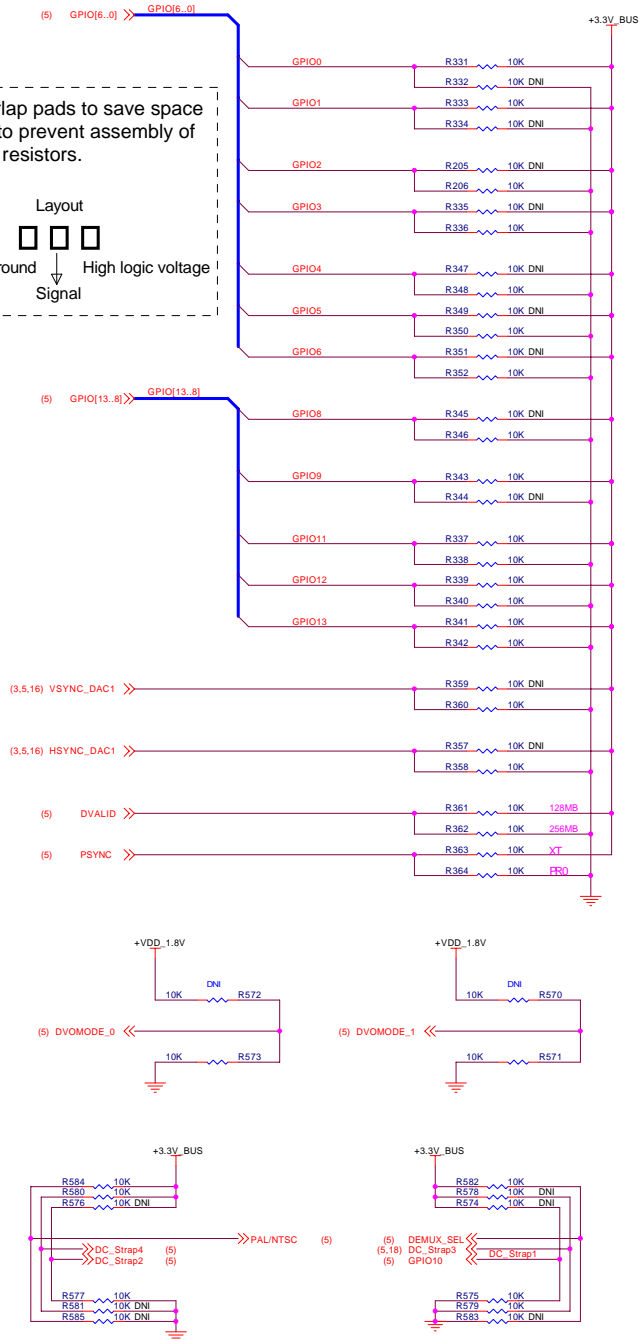 (5) GPIO[6..0] GPIO[6..0]
+3.3V_BUS
GPIO0 R331 10K
R332 10K DNI
GPIO1 R333 10K
R334 10K DNI
GPIO2 R205 10K DNI
R206 10K
GPIO3 R335 10K DNI
R336 10K
GPIO4 R347 10K DNI
R348 10K
GPIO5 R349 10K DNI
R350 10K
GPIO6 R351 10K DNI
R352 10K
lap pads to save space
to prevent assembly of
resistors.
Layout
round High logic voltage
Signal
(5) GPIO[13..8] GPIO[13..8]
GPIO8 R345 10K DNI
R346 10K
GPIO9 R343 10K
R344 10K DNI
GPIO11 R337 10K
R338 10K
GPIO12 R339 10K
R340 10K
GPIO13 R341 10K
R342 10K
(3,5,16) VSYNC_DAC1 R359 10K DNI
R360 10K
(3,5,16) HSYNC_DAC1 R357 10K DNI
R358 10K
(5) DVALID R361 10K 128MB
R362 10K 256MB
(5) PSYNC R363 10K XT
R364 10K PRO
+VDD_1.8V
DNI
10K R572
(5) DVOMODE_0
10K R573
+VDD_1.8V
DNI
10K R570
(5) DVOMODE_1
10K R571
+3.3V_BUS
R584 10K
R580 10K
R576 10K DNI
PAL/NTSC (5)
DC_Strap4 (5)
DC_Strap2 (5)
R577 10K
R581 10K DNI
R585 10K DNI
+3.3V_BUS
R582 10K
R578 10K DNI
R574 10K DNI
(5) DEMUX_SEL
(5,18) DC_Strap3
(5) GPIO10 DC_Strap1
R575 10K
R579 10K
R583 10K DNI